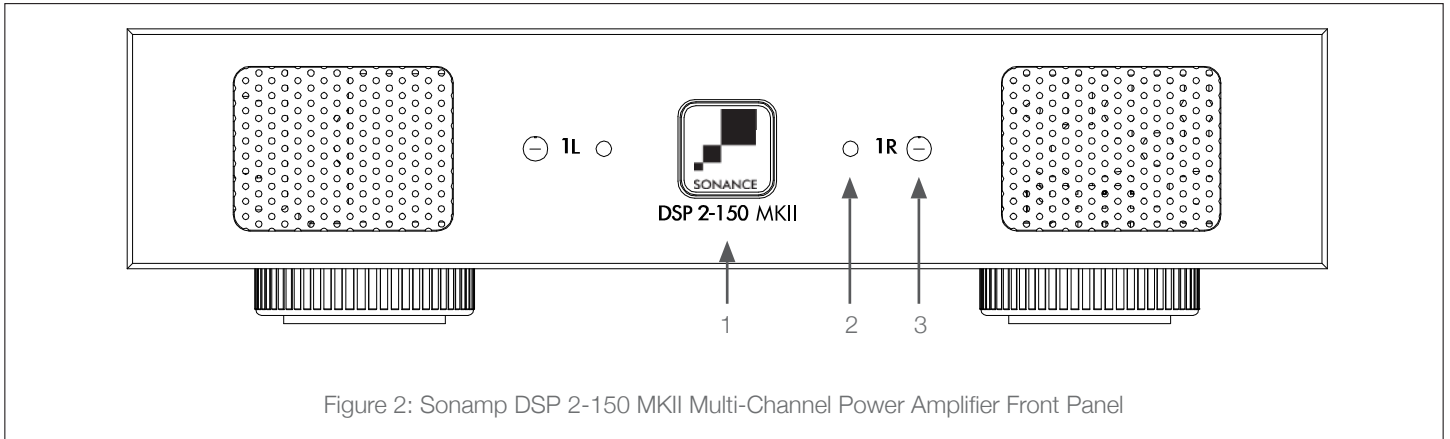 1L
1R
SONANCE
DSP 2-150 MKII
1 2 3
Figure 2: Sonamp DSP 2-150 MKII Multi-Channel Power Amplifier Front Panel